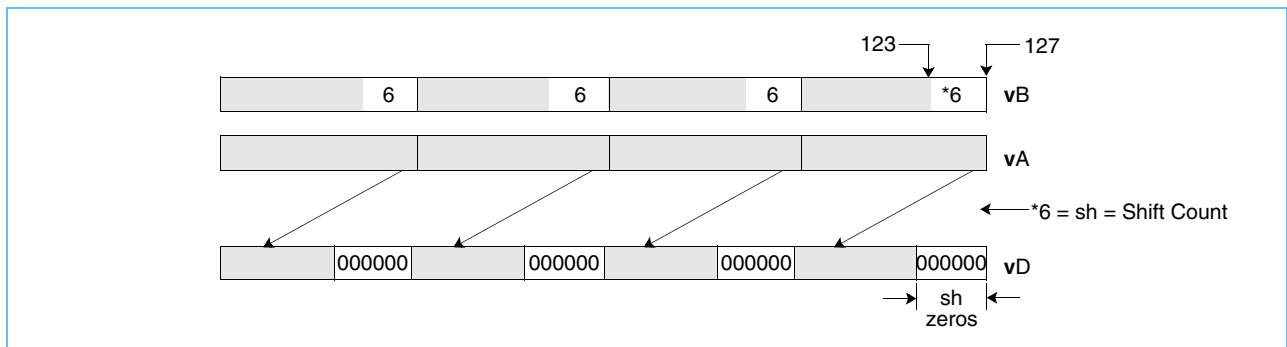 123 127
6 6 6 *6 vB
vA
*6 = sh = Shift Count
000000 000000 000000 000000 vD
sh
zeros